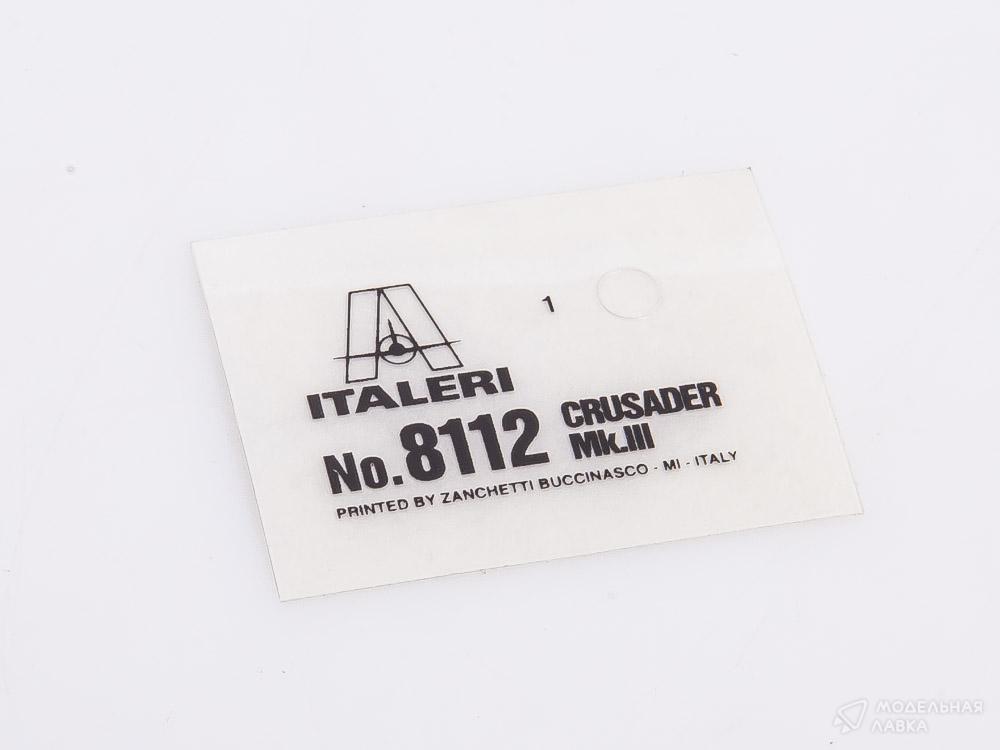 1
ITALERI
No. 8112 CRUSADER
Mk.III
PRINTED BY ZANCHETTI BUCCINASCO - MI - ITALY
МОДЕЛЬНАЯ
ЛАВКА